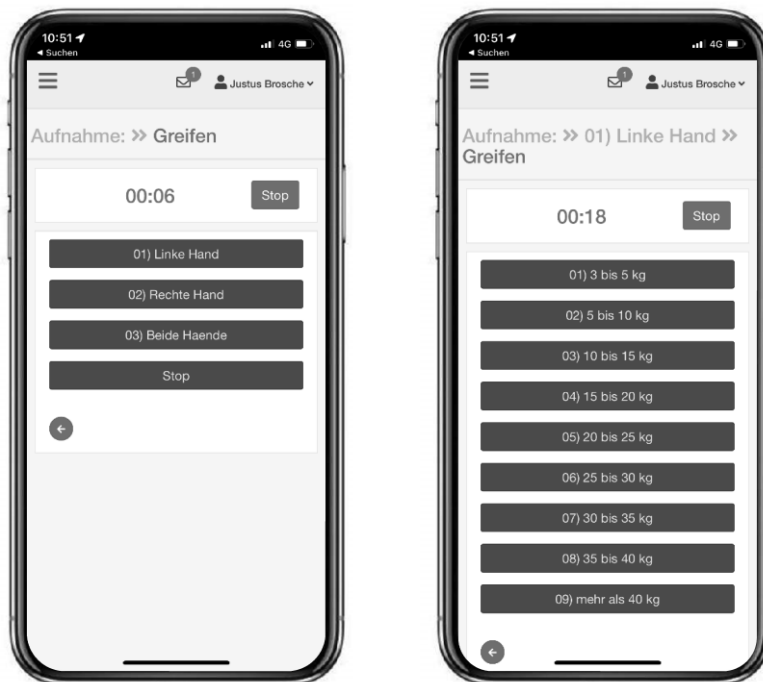 10:51
4G
◀ Suchen
1
Justus Brosche
Aufnahme: >> Greifen
00:06
Stop
01) Linke Hand
02) Rechte Hand
03) Beide Haende
Stop
10:51
4G
◀ Suchen
1
Justus Brosche
Aufnahme: >> 01) Linke Hand >>
Greifen
00:18
Stop
01) 3 bis 5 kg
02) 5 bis 10 kg
03) 10 bis 15 kg
04) 15 bis 20 kg
05) 20 bis 25 kg
06) 25 bis 30 kg
07) 30 bis 35 kg
08) 35 bis 40 kg
09) mehr als 40 kg